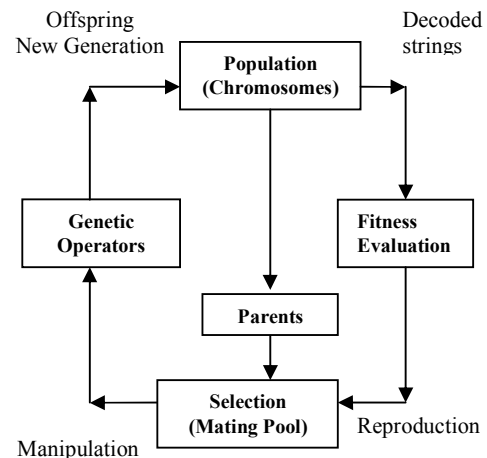 Offspring
New Generation
Decoded
strings
Population
(Chromosomes)
Genetic
Operators
Fitness
Evaluation
Parents
Selection
(Mating Pool)
Reproduction
Manipulation